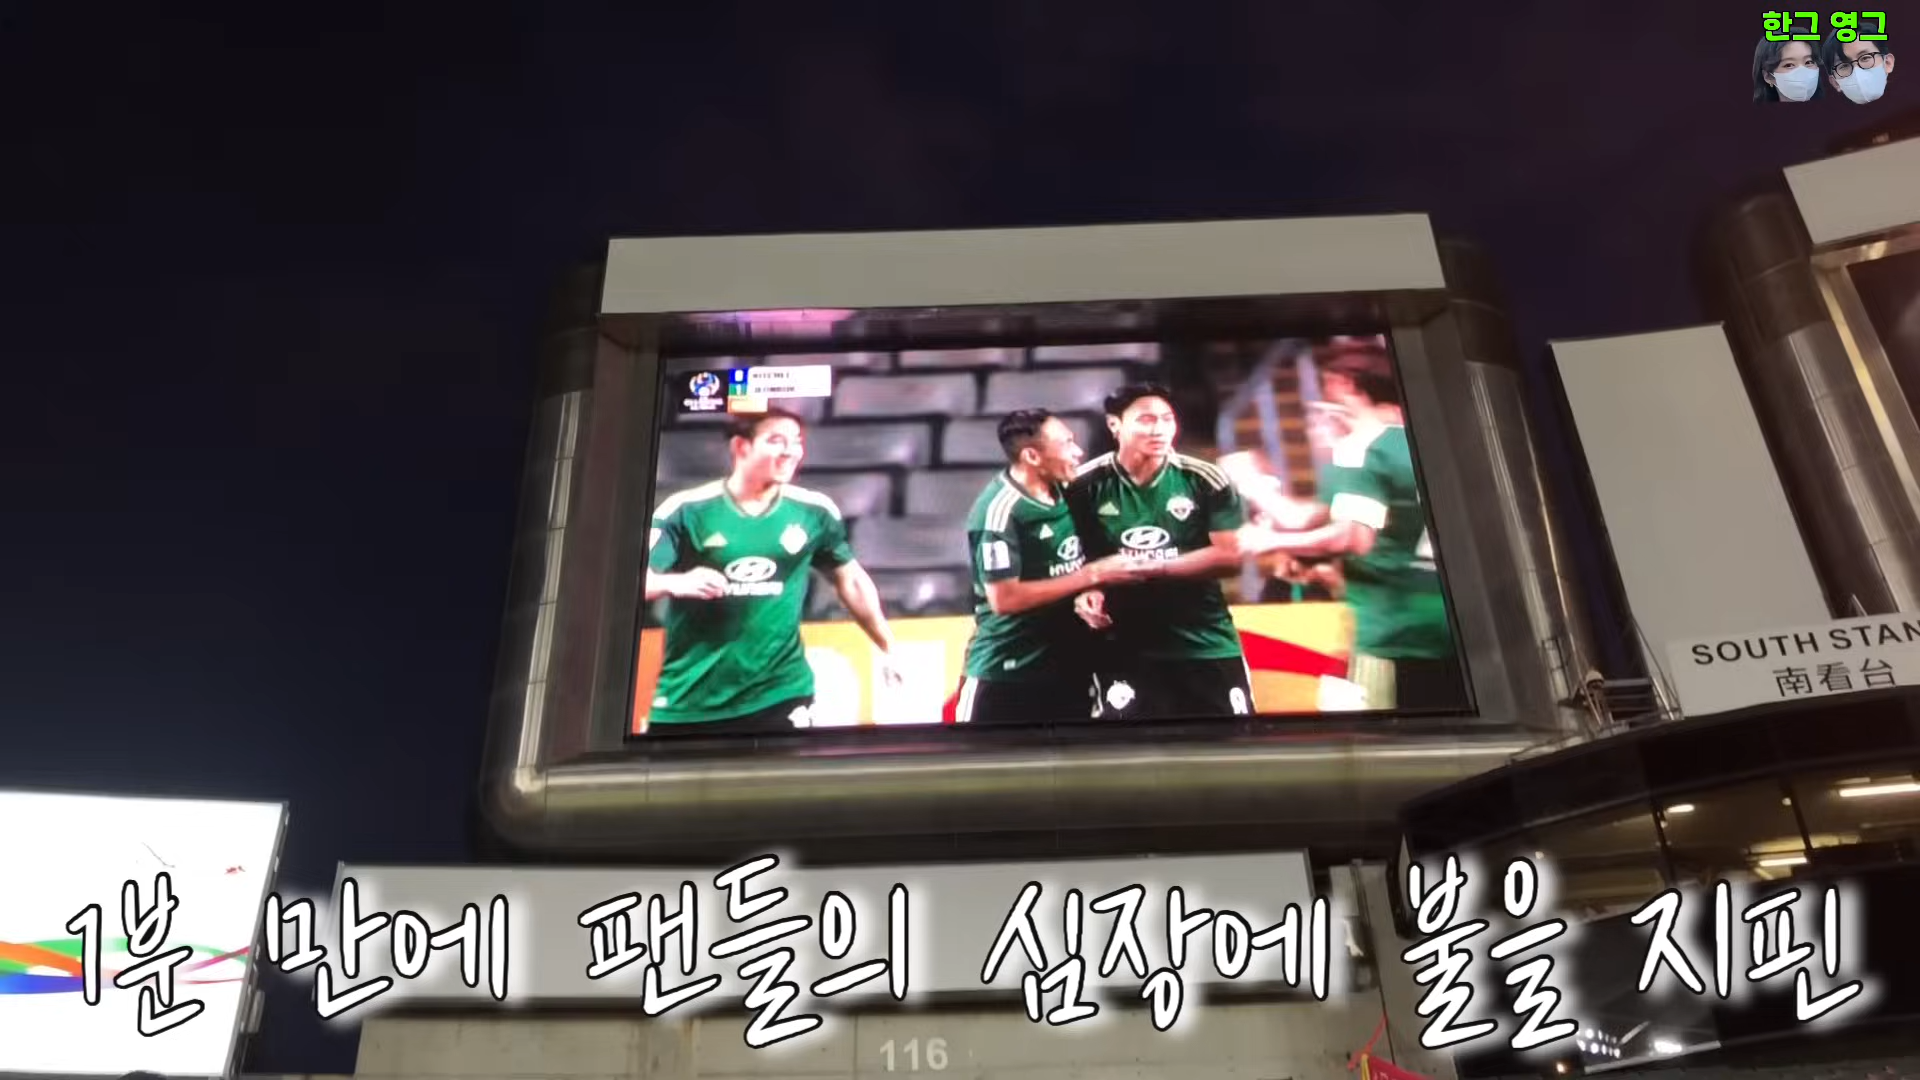 한그 영그
HYUNDAI
SOUTH STAN
南看台
1분 만에 팬들의 심장에 불을 지핀
116